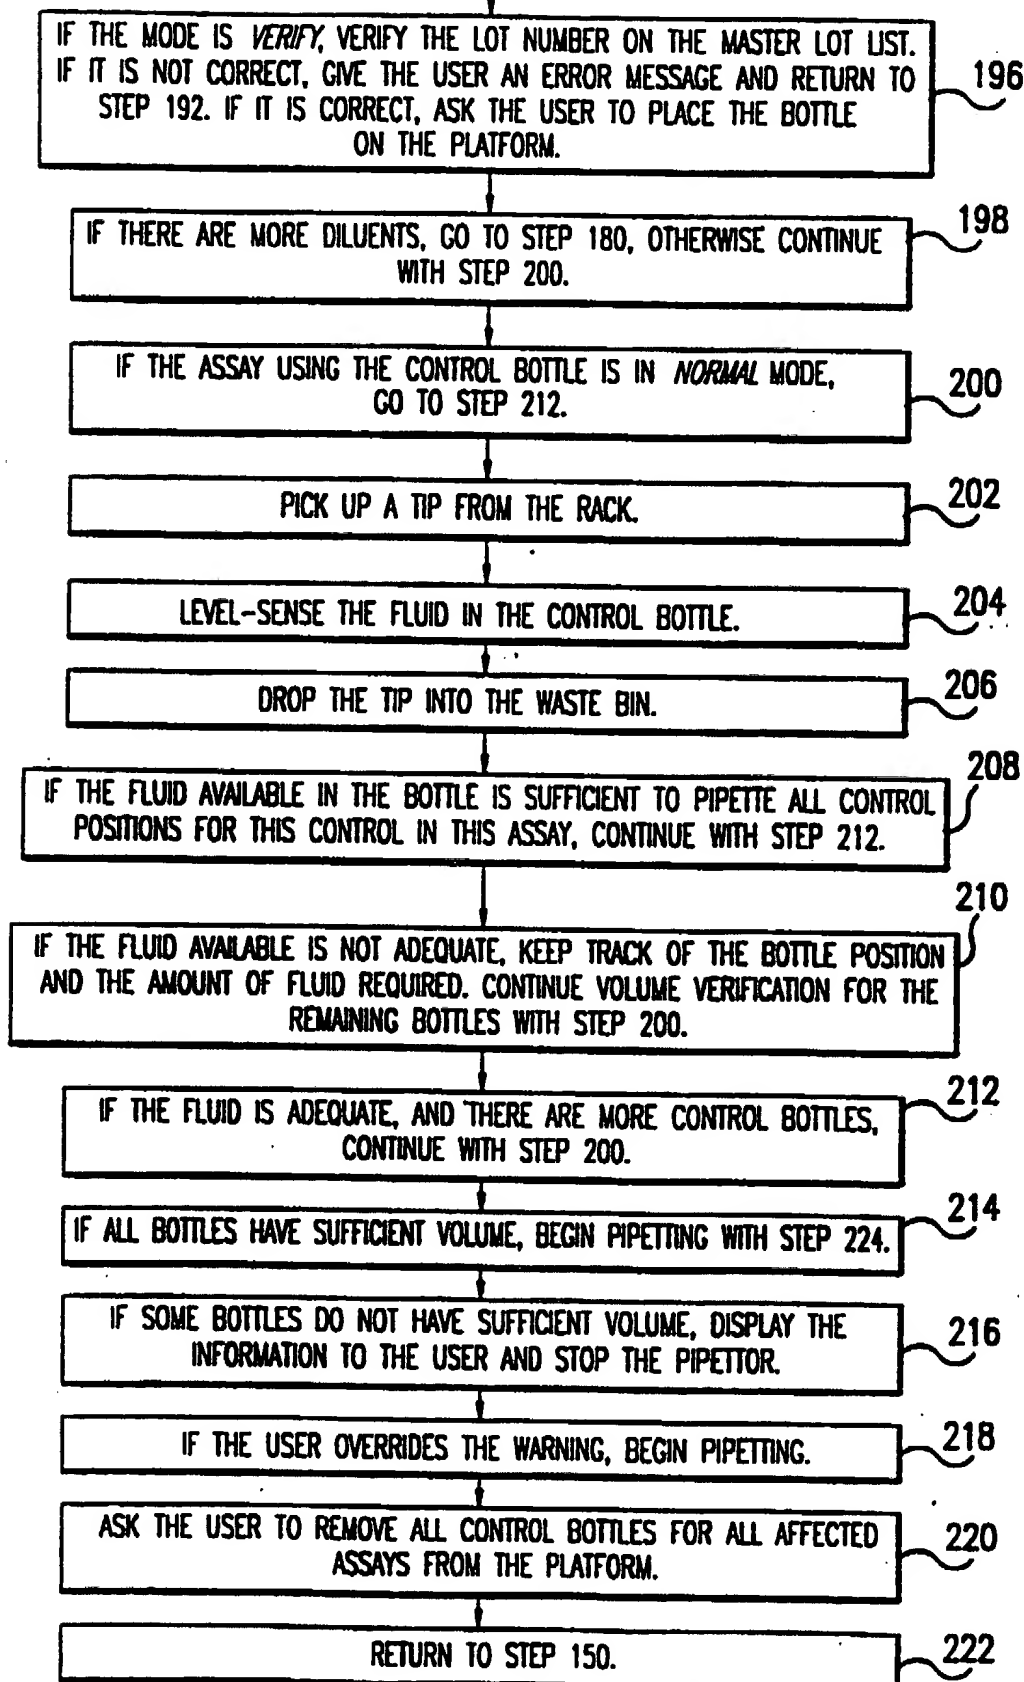 IF THE MODE IS VERIFY, VERIFY THE LOT NUMBER ON THE MASTER LOT LIST.
IF IT IS NOT CORRECT, GIVE THE USER AN ERROR MESSAGE AND RETURN TO
STEP 192. IF IT IS CORRECT, ASK THE USER TO PLACE THE BOTTLE
ON THE PLATFORM.
196
IF THERE ARE MORE DILUENTS, GO TO STEP 180, OTHERWISE CONTINUE
WITH STEP 200.
198
IF THE ASSAY USING THE CONTROL BOTTLE IS IN NORMAL MODE,
GO TO STEP 212.
200
PICK UP A TIP FROM THE RACK.
202
LEVEL-SENSE THE FLUID IN THE CONTROL BOTTLE.
204
DROP THE TIP INTO THE WASTE BIN.
206
IF THE FLUID AVAILABLE IN THE BOTTLE IS SUFFICIENT TO PIPETTE ALL CONTROL
POSITIONS FOR THIS CONTROL IN THIS ASSAY, CONTINUE WITH STEP 212.
208
IF THE FLUID AVAILABLE IS NOT ADEQUATE, KEEP TRACK OF THE BOTTLE POSITION
AND THE AMOUNT OF FLUID REQUIRED. CONTINUE VOLUME VERIFICATION FOR THE
REMAINING BOTTLES WITH STEP 200.
210
IF THE FLUID IS ADEQUATE, AND THERE ARE MORE CONTROL BOTTLES,
CONTINUE WITH STEP 200.
212
IF ALL BOTTLES HAVE SUFFICIENT VOLUME, BEGIN PIPETTING WITH STEP 224.
214
IF SOME BOTTLES DO NOT HAVE SUFFICIENT VOLUME, DISPLAY THE
INFORMATION TO THE USER AND STOP THE PIPETTOR.
216
IF THE USER OVERRIDES THE WARNING, BEGIN PIPETTING.
218
ASK THE USER TO REMOVE ALL CONTROL BOTTLES FOR ALL AFFECTED
ASSAYS FROM THE PLATFORM.
220
RETURN TO STEP 150.
222